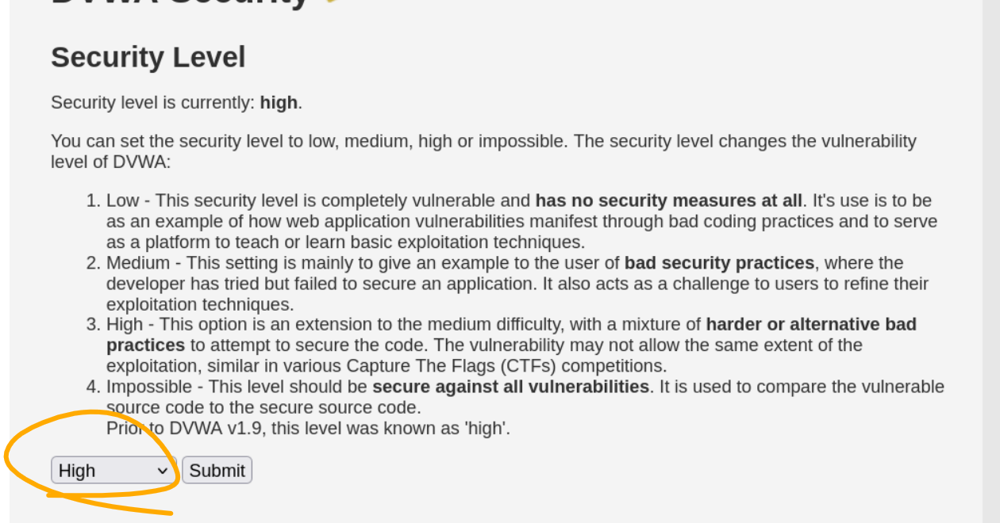 DVWA Security
Security Level
Security level is currently: high.
You can set the security level to low, medium, high or impossible. The security level changes the vulnerability
level of DVWA:
1. Low - This security level is completely vulnerable and has no security measures at all. It's use is to be
as an example of how web application vulnerabilities manifest through bad coding practices and to serve
as a platform to teach or learn basic exploitation techniques.
2. Medium - This setting is mainly to give an example to the user of bad security practices, where the
developer has tried but failed to secure an application. It also acts as a challenge to users to refine their
exploitation techniques.
3. High - This option is an extension to the medium difficulty, with a mixture of harder or alternative bad
practices to attempt to secure the code. The vulnerability may not allow the same extent of the
exploitation, similar in various Capture The Flags (CTFs) competitions.
4. Impossible - This level should be secure against all vulnerabilities. It is used to compare the vulnerable
source code to the secure source code.
Prior to DVWA v1.9, this level was known as 'high'.
High Submit